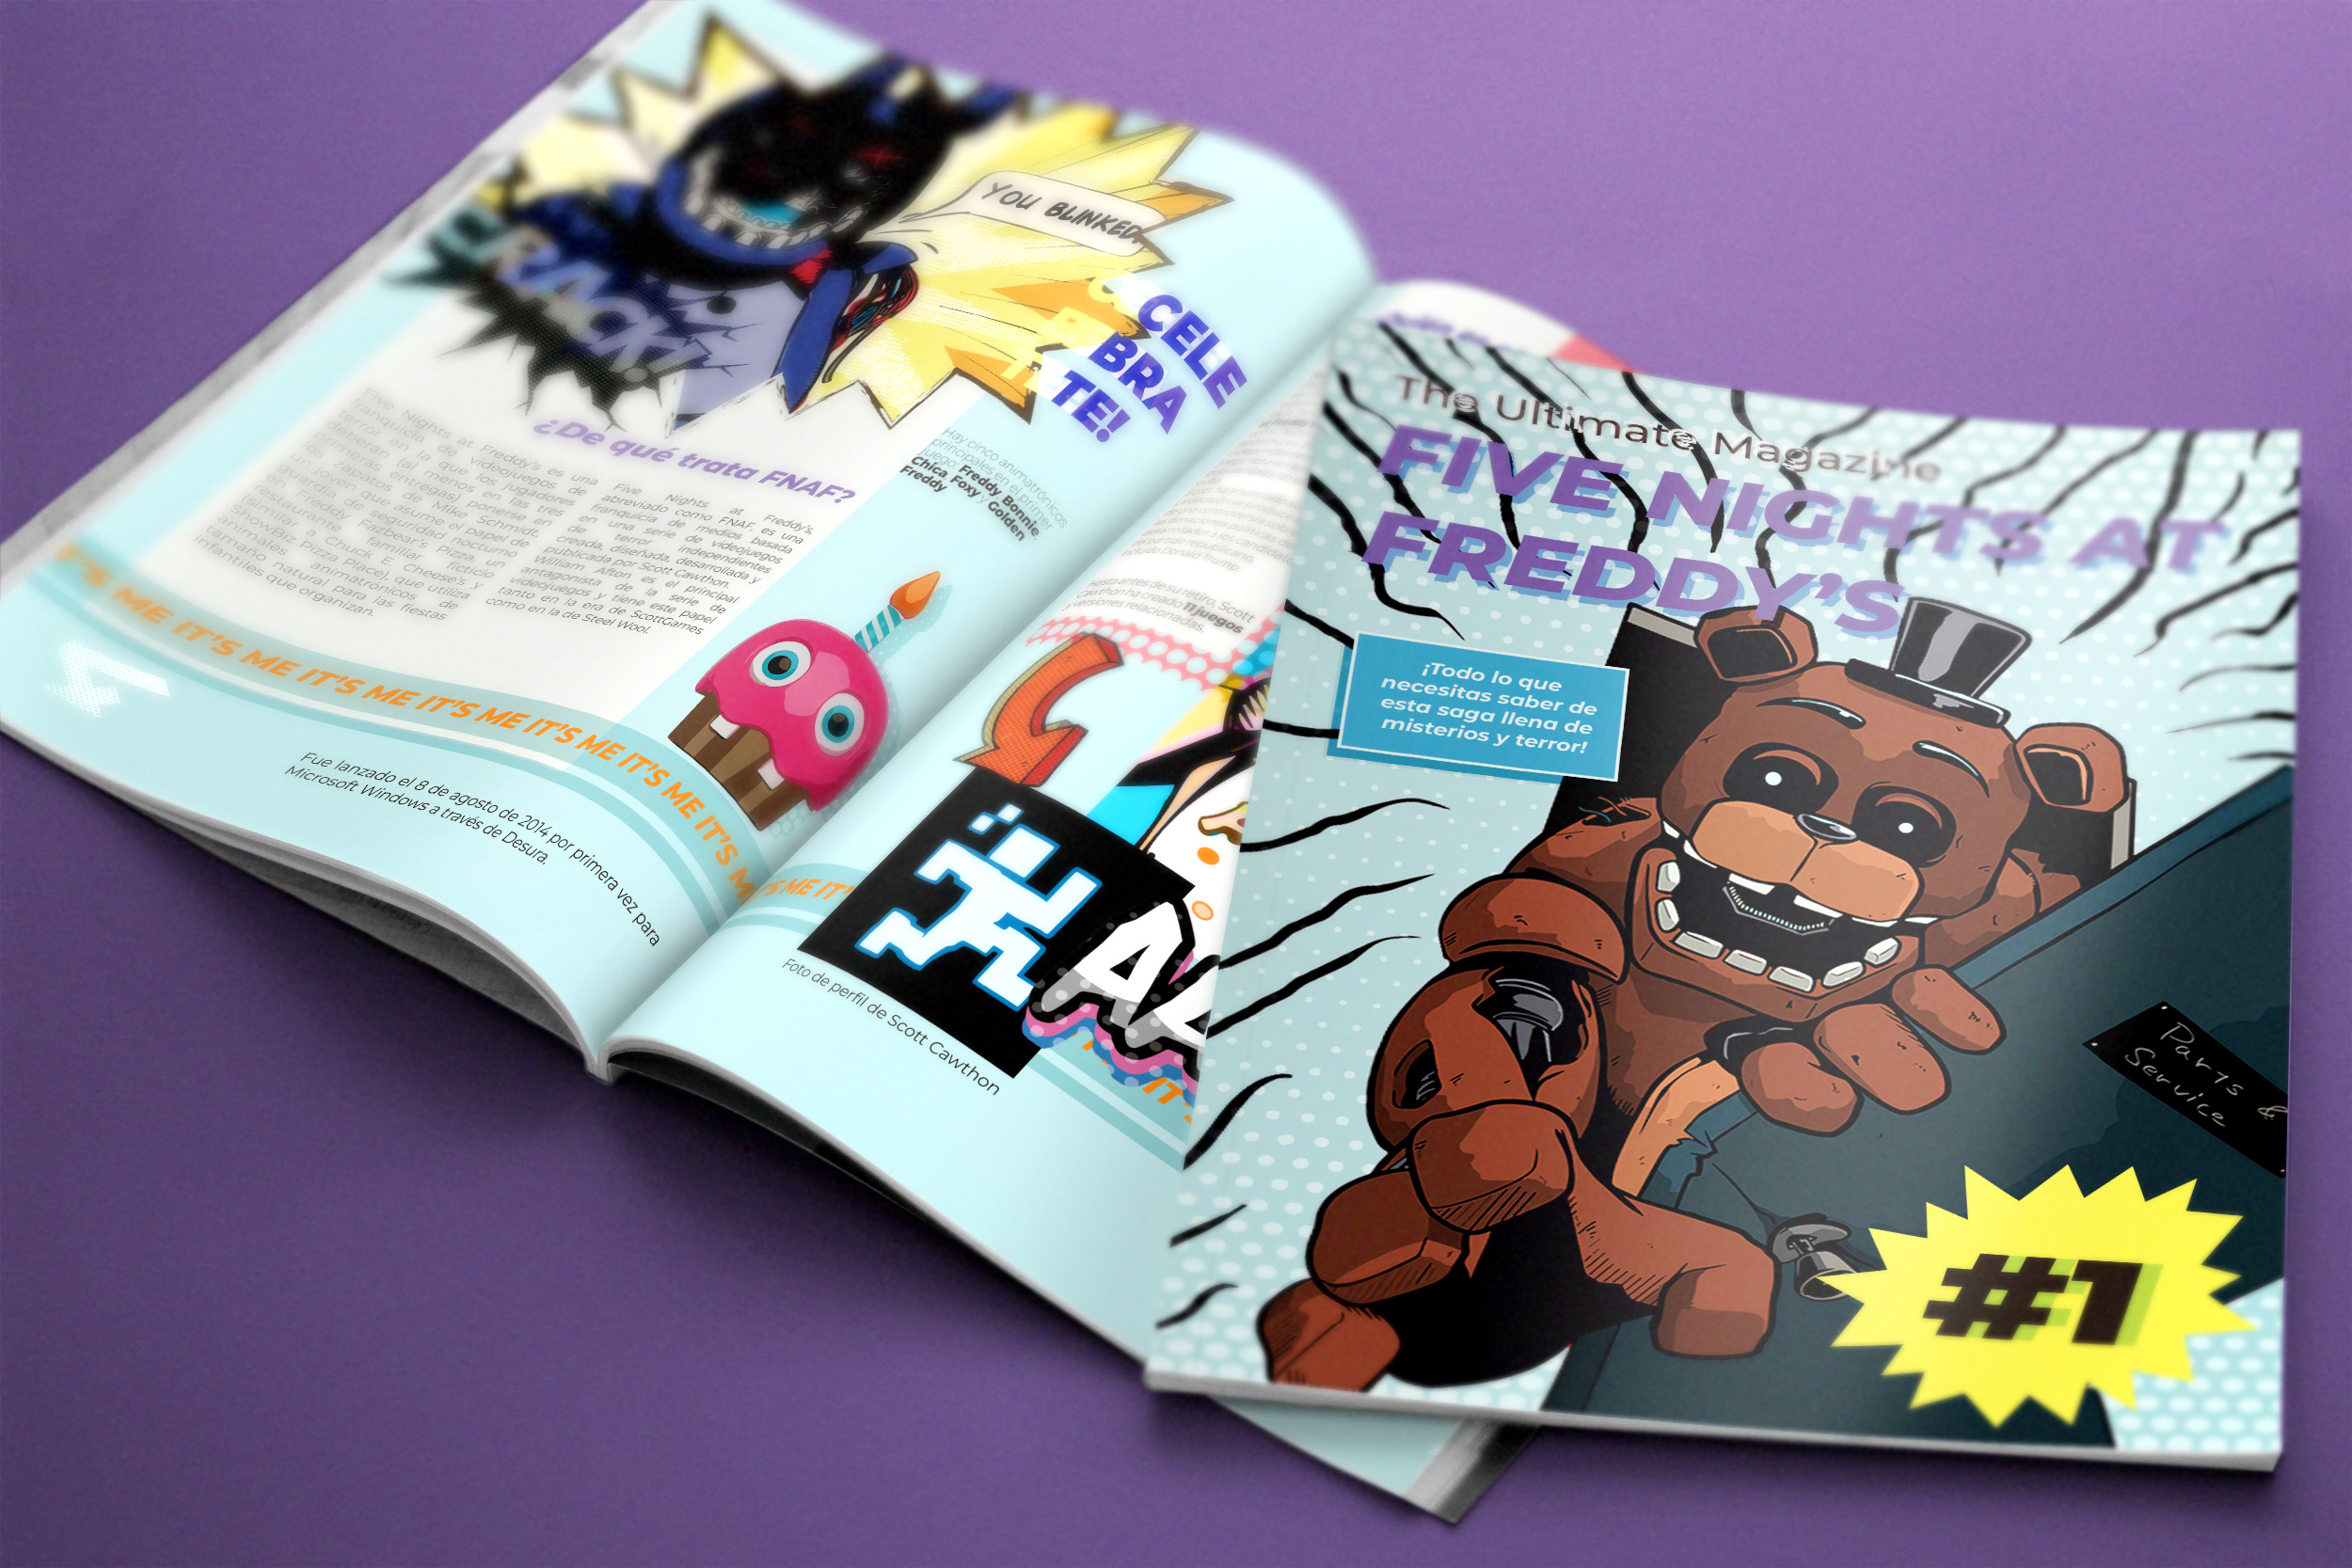 YOU BLINKED.
CRACK!
CELE
BRA
TE!
¿De qué trata FNAF?
Five Nights at Freddy's es una
franquicia de videojuegos de
terror en la que los jugadores
deberán (al menos en las tres
primeras entregas) ponerse en
los zapatos de Mike Schmidt,
un joven que asume el papel de
guardia de seguridad nocturno
en Freddy Fazbear's Pizza, un
restaurante familiar ficticio
(similar a Chuck E. Cheese's y
ShowBiz Pizza Place), que utiliza
animales animatrónicos de
tamaño natural para las fiestas
infantiles que organizan.
Five Nights at Freddy's,
abreviado como FNAF, es una
franquicia de medios basada
en una serie de videojuegos
de terror independientes
creada, diseñada, desarrollada y
publicada por Scott Cawthon.
William Afton es el principal
antagonista de la serie de
videojuegos y tiene este papel
tanto en la era de ScottGames
como en la de Steel Wool.
Hay cinco animatrónicos
principales en el primer
juego: Freddy Bonnie
Chica Foxy y Golden
Freddy
IT'S ME IT'S ME IT'S ME IT'S ME IT'S ME IT'S ME IT'S ME IT'S M
Fue lanzado el 8 de agosto de 2014 por primera vez para
Microsoft Windows a través de Desura.
Donald Trump.
Hasta antes de su retiro, Scott
Cawthon ha creado 11 juegos
y versiones relacionadas.
'S ME IT'
Foto de perfil de Scott Cawthon
IT'
The Ultimate Magazine
FIVE NIGHTS AT
FREDDY'S
¡Todo lo que
necesitas saber de
esta saga llena de
misterios y terror!
Parts &
Service
#1